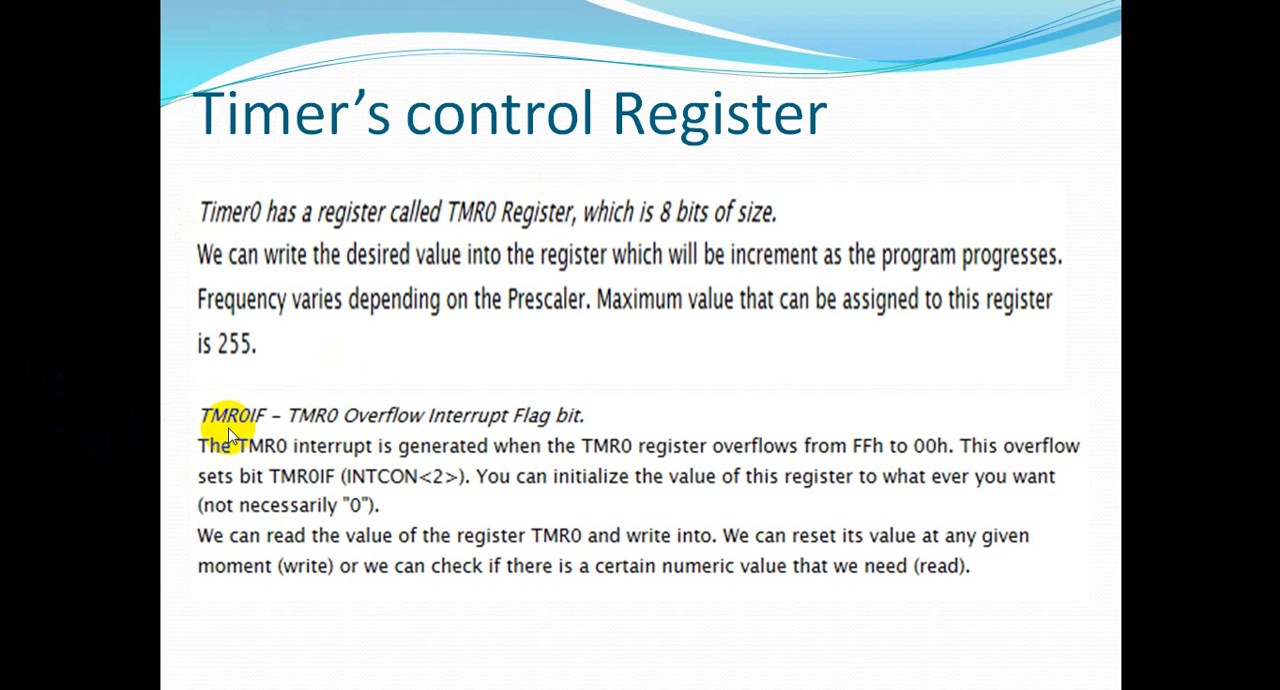 Timer’s control Register
Timer0 has a register called TMR0 Register, which is 8 bits of size.
We can write the desired value into the register which will be increment as the program progresses.
Frequency varies depending on the Prescaler. Maximum value that can be assigned to this register
is 255.
TMR0IF – TMR0 Overflow Interrupt Flag bit.
The TMR0 interrupt is generated when the TMR0 register overflows from FFh to 00h. This overflow
sets bit TMR0IF (INTCON<2>). You can initialize the value of this register to what ever you want
(not necessarily "0").
We can read the value of the register TMR0 and write into. We can reset its value at any given
moment (write) or we can check if there is a certain numeric value that we need (read).